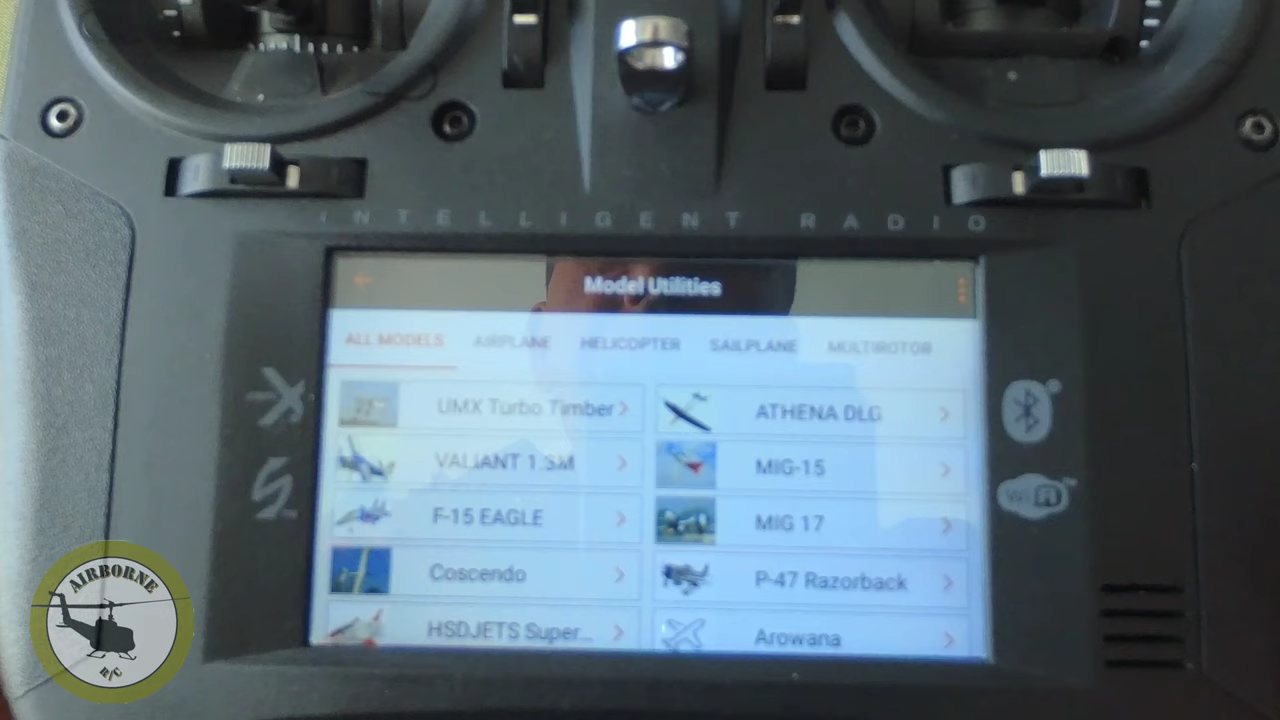 INTELLIGENT RADIO
Model Utilities
ALL MODELS AIRPLANE HELICOPTER SAILPLANE MULTIROTOR
UMX Turbo Timber ATHENA DLG
VALIANT 1.3M MIG-15
F-15 EAGLE MIG 17
Coscendo P-47 Razorback
HSDJETS Super... Arowana
WiFi
AIRBORNE
R/C